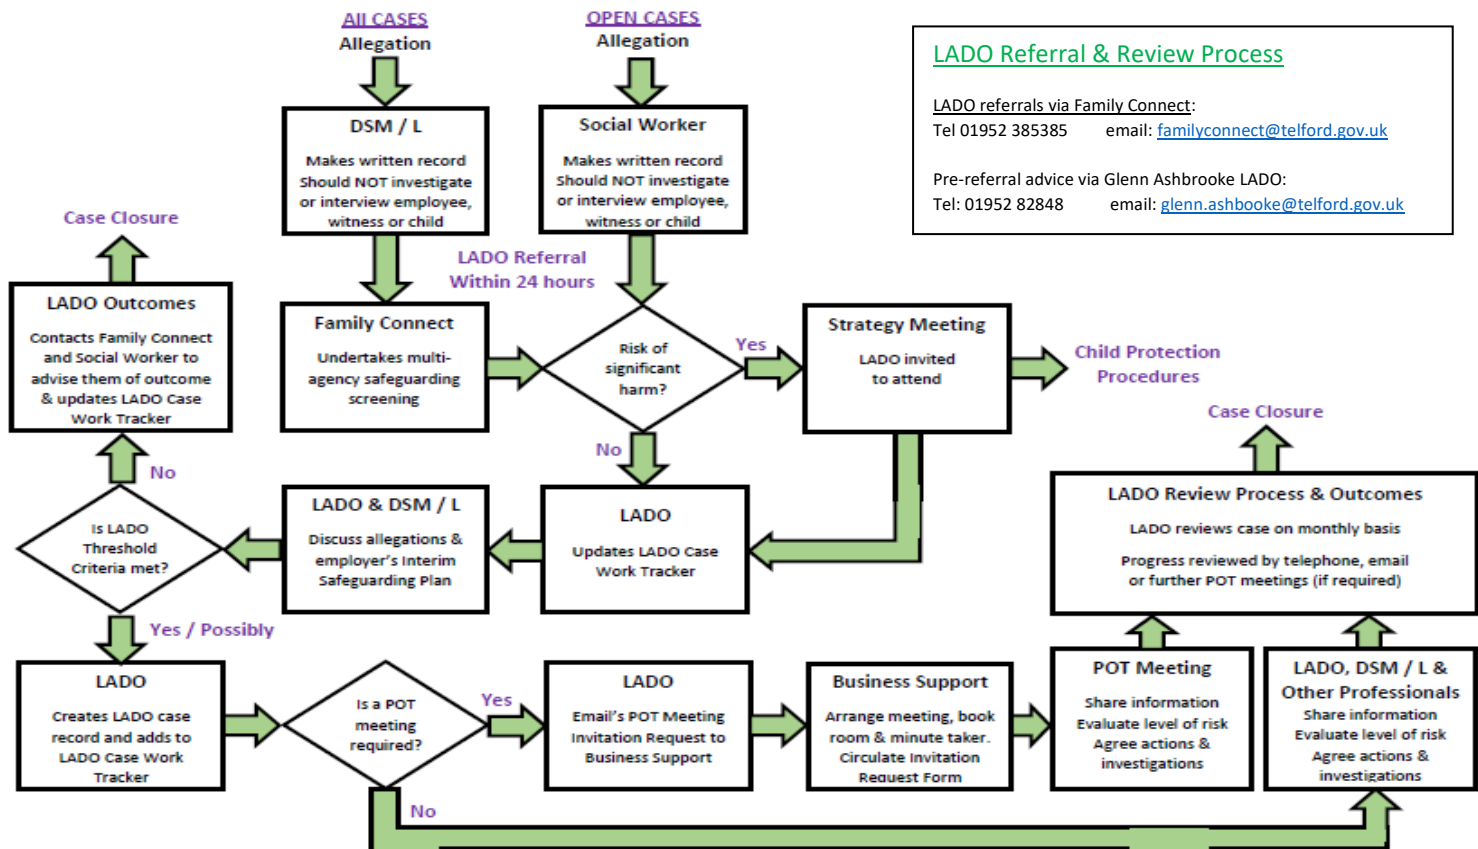 All CASES
Allegation
OPEN CASES
Allegation
LADO Referral & Review Process
LADO referrals via Family Connect:
Tel 01952 385385 email: familyconnect@telford.gov.uk
Pre-referral advice via Glenn Ashbrooke LADO:
Tel: 01952 82848 email: glenn.ashbooke@telford.gov.uk
DSM / L
Makes written record
Should NOT investigate
or interview employee,
witness or child
Social Worker
Makes written record
Should NOT investigate
or interview employee,
witness or child
LADO Referral
Within 24 hours
Case Closure
LADO Outcomes
Contacts Family Connect
and Social Worker to
advise them of outcome
& updates LADO Case
Work Tracker
Family Connect
Undertakes multi-
agency safeguarding
screening
Risk of
significant
harm?
Yes
Strategy Meeting
LADO invited
to attend
Child Protection
Procedures
No
No
Is LADO
Threshold
Criteria met?
LADO & DSM / L
Discuss allegations &
employer's Interim
Safeguarding Plan
LADO
Updates LADO Case
Work Tracker
Case Closure
LADO Review Process & Outcomes
LADO reviews case on monthly basis
Progress reviewed by telephone, email
or further POT meetings (if required)
Yes / Possibly
LADO
Creates LADO case
record and adds to
LADO Case Work
Tracker
Is a POT
meeting
required?
Yes
LADO
Email's POT Meeting
Invitation Request to
Business Support
Business Support
Arrange meeting, book
room & minute taker.
Circulate Invitation
Request Form
POT Meeting
Share information
Evaluate level of risk
Agree actions &
investigations
LADO, DSM / L &
Other Professionals
Share information
Evaluate level of risk
Agree actions &
investigations
No